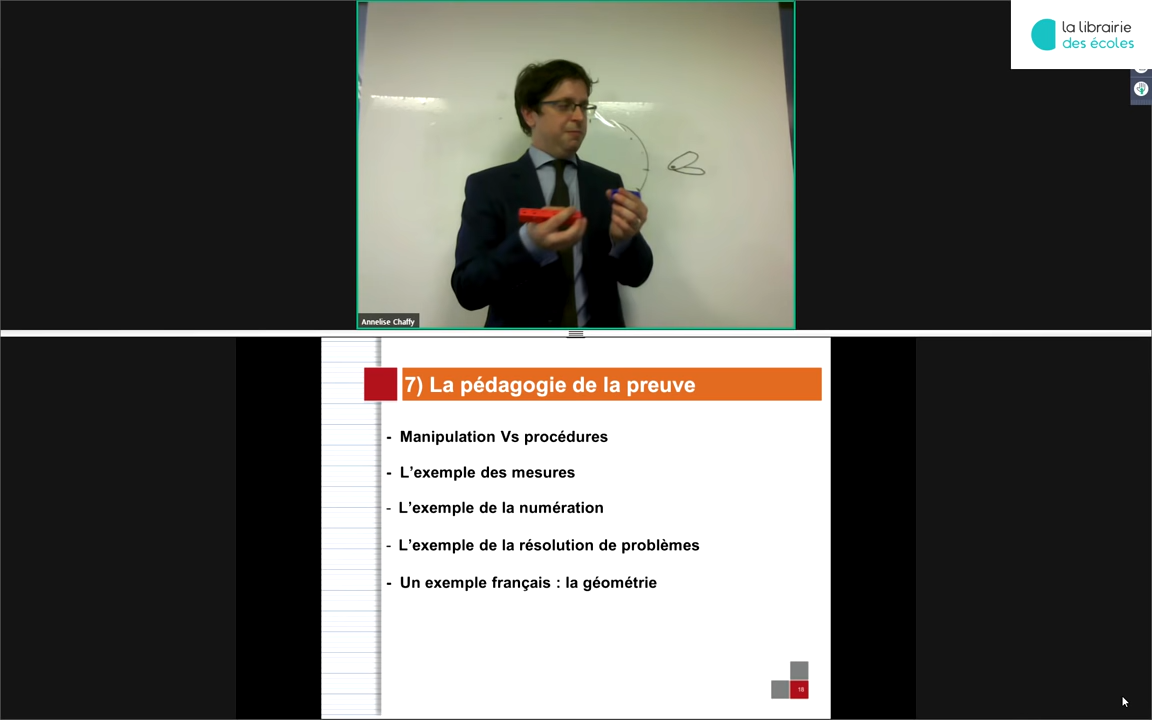 la librairie
des écoles
Annelise Chaffy
7) La pédagogie de la preuve
- Manipulation Vs procédures
- L'exemple des mesures
- L'exemple de la numération
- L'exemple de la résolution de problèmes
- Un exemple français : la géométrie
18